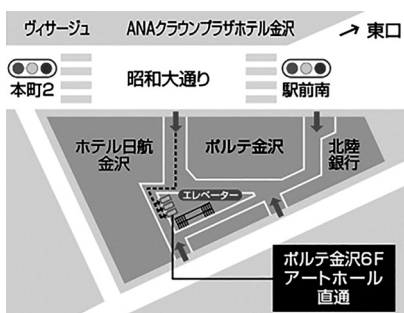 ヴィサージュ
ANAクラウンプラザホテル金沢
東口
本町2
昭和大通り
駅前南
ホテル日航
金沢
ポルテ金沢
北陸
銀行
エレベーター
ポルテ金沢6F
アートホール
直通